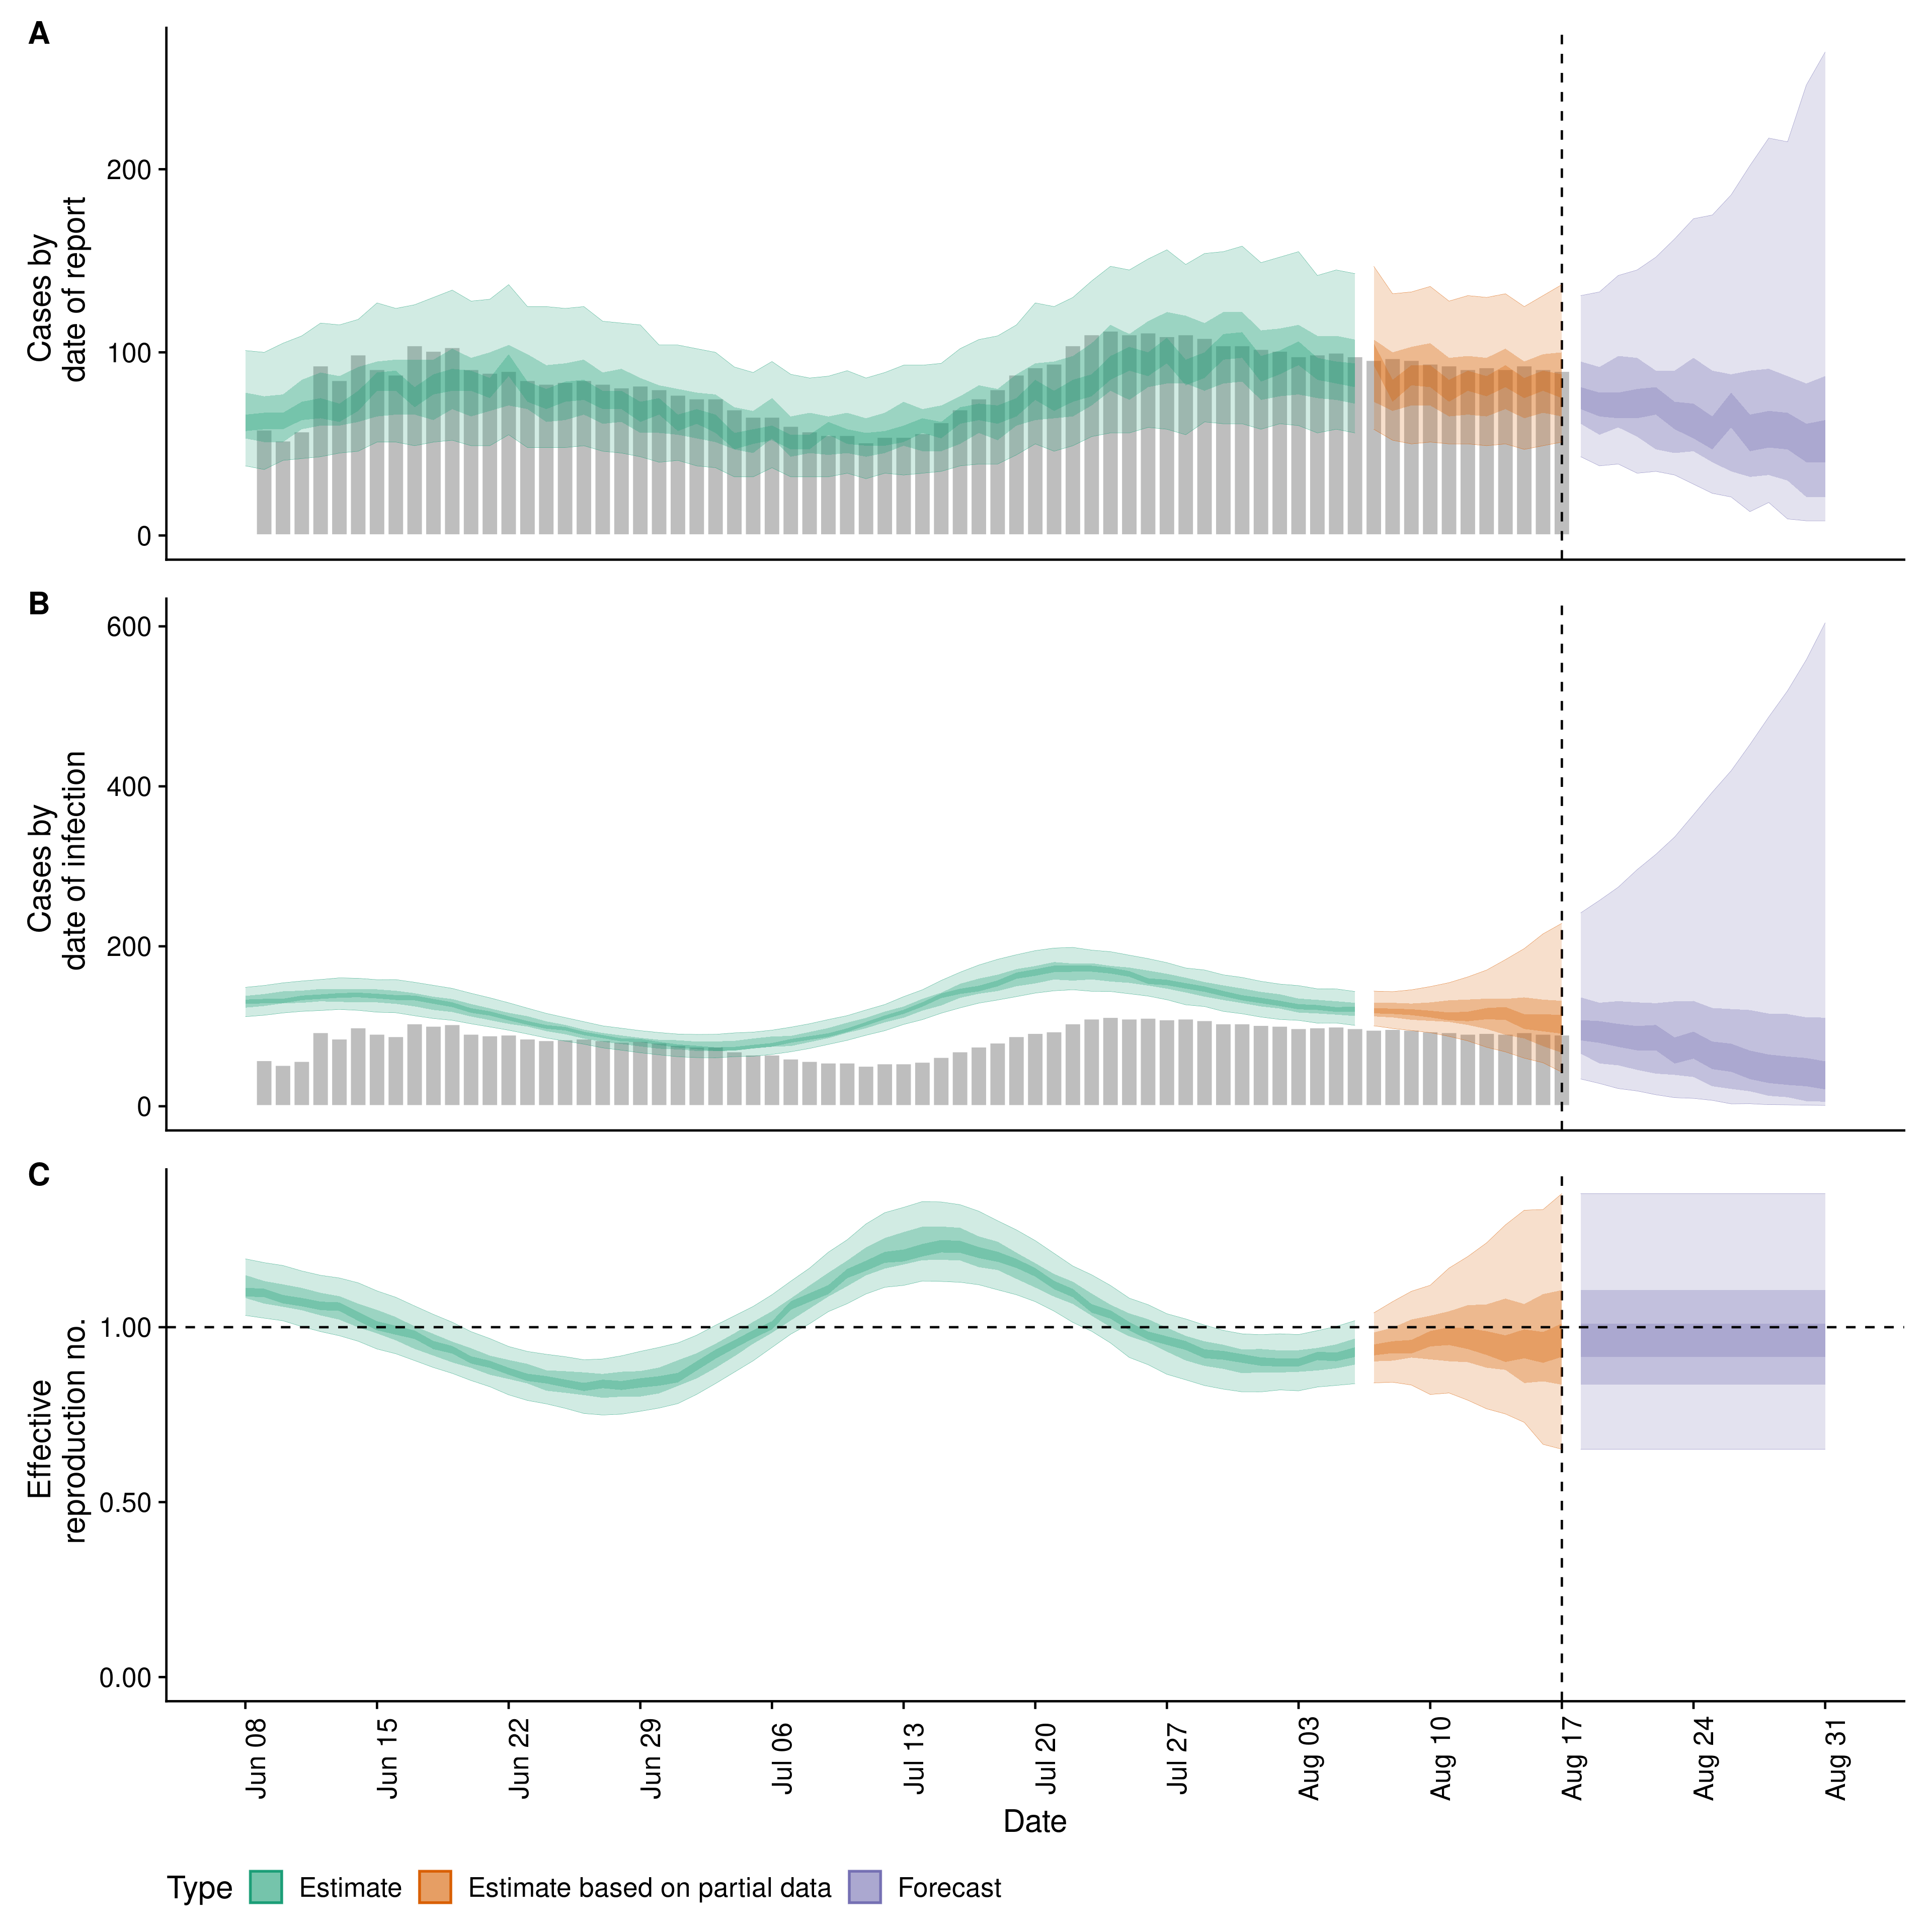 A
Cases by
date of report
200
100
0
B
Cases by
date of infection
600
400
200
0
C
Effective
reproduction no.
1.00
0.50
0.00
Jun 08
Jun 15
Jun 22
Jun 29
Jul 06
Jul 13
Jul 20
Jul 27
Aug 03
Aug 10
Aug 17
Aug 24
Aug 31
Date
Type Estimate Estimate based on partial data Forecast